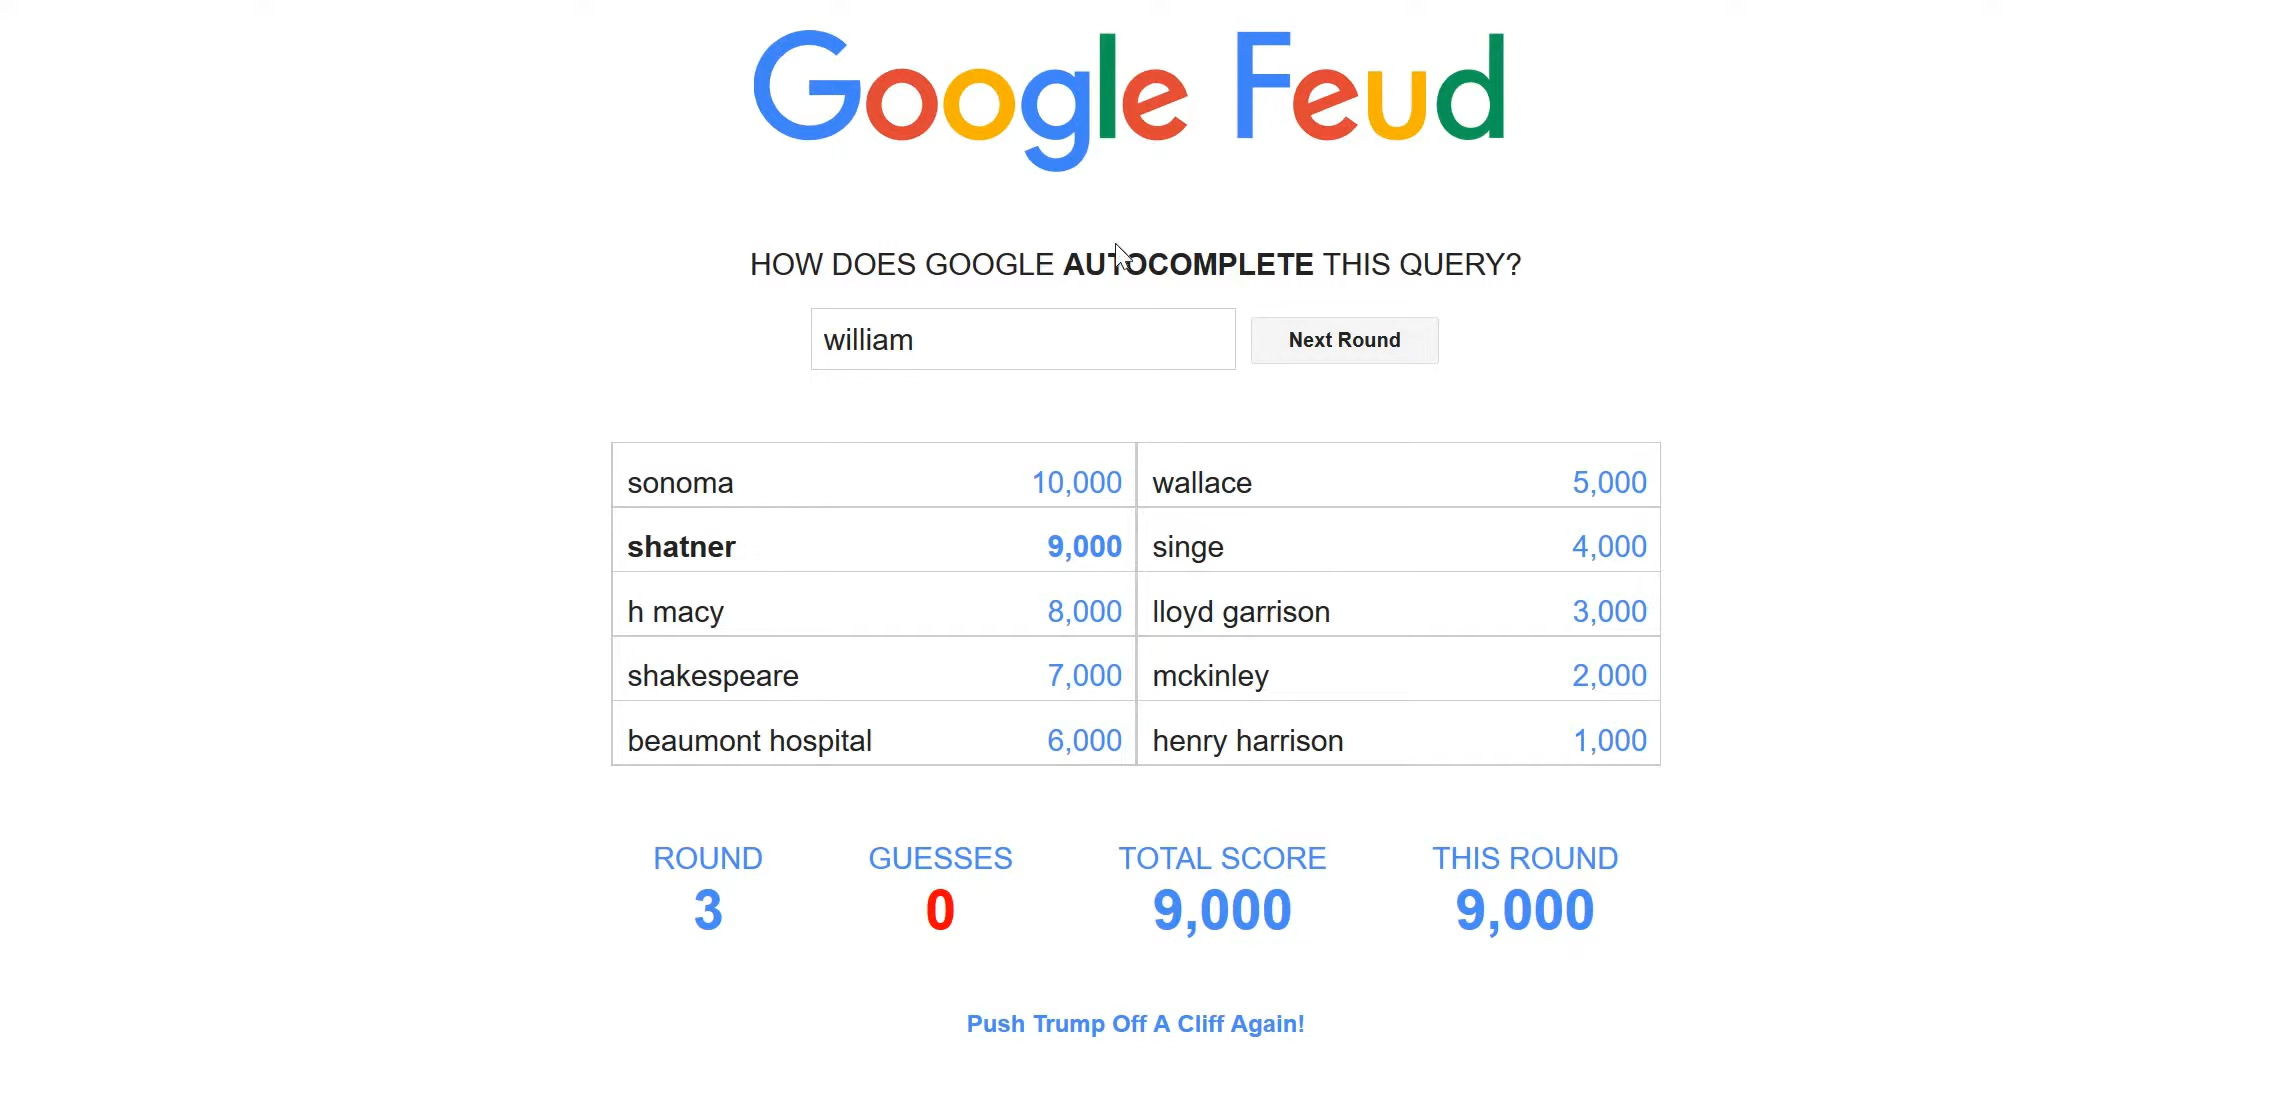 Google Feud
HOW DOES GOOGLE AUTOCOMPLETE THIS QUERY?
william
Next Round
sonoma 10,000 wallace 5,000
shatner 9,000 singe 4,000
h macy 8,000 lloyd garrison 3,000
shakespeare 7,000 mckinley 2,000
beaumont hospital 6,000 henry harrison 1,000
ROUND GUESSES TOTAL SCORE THIS ROUND
3 0 9,000 9,000
Push Trump Off A Cliff Again!